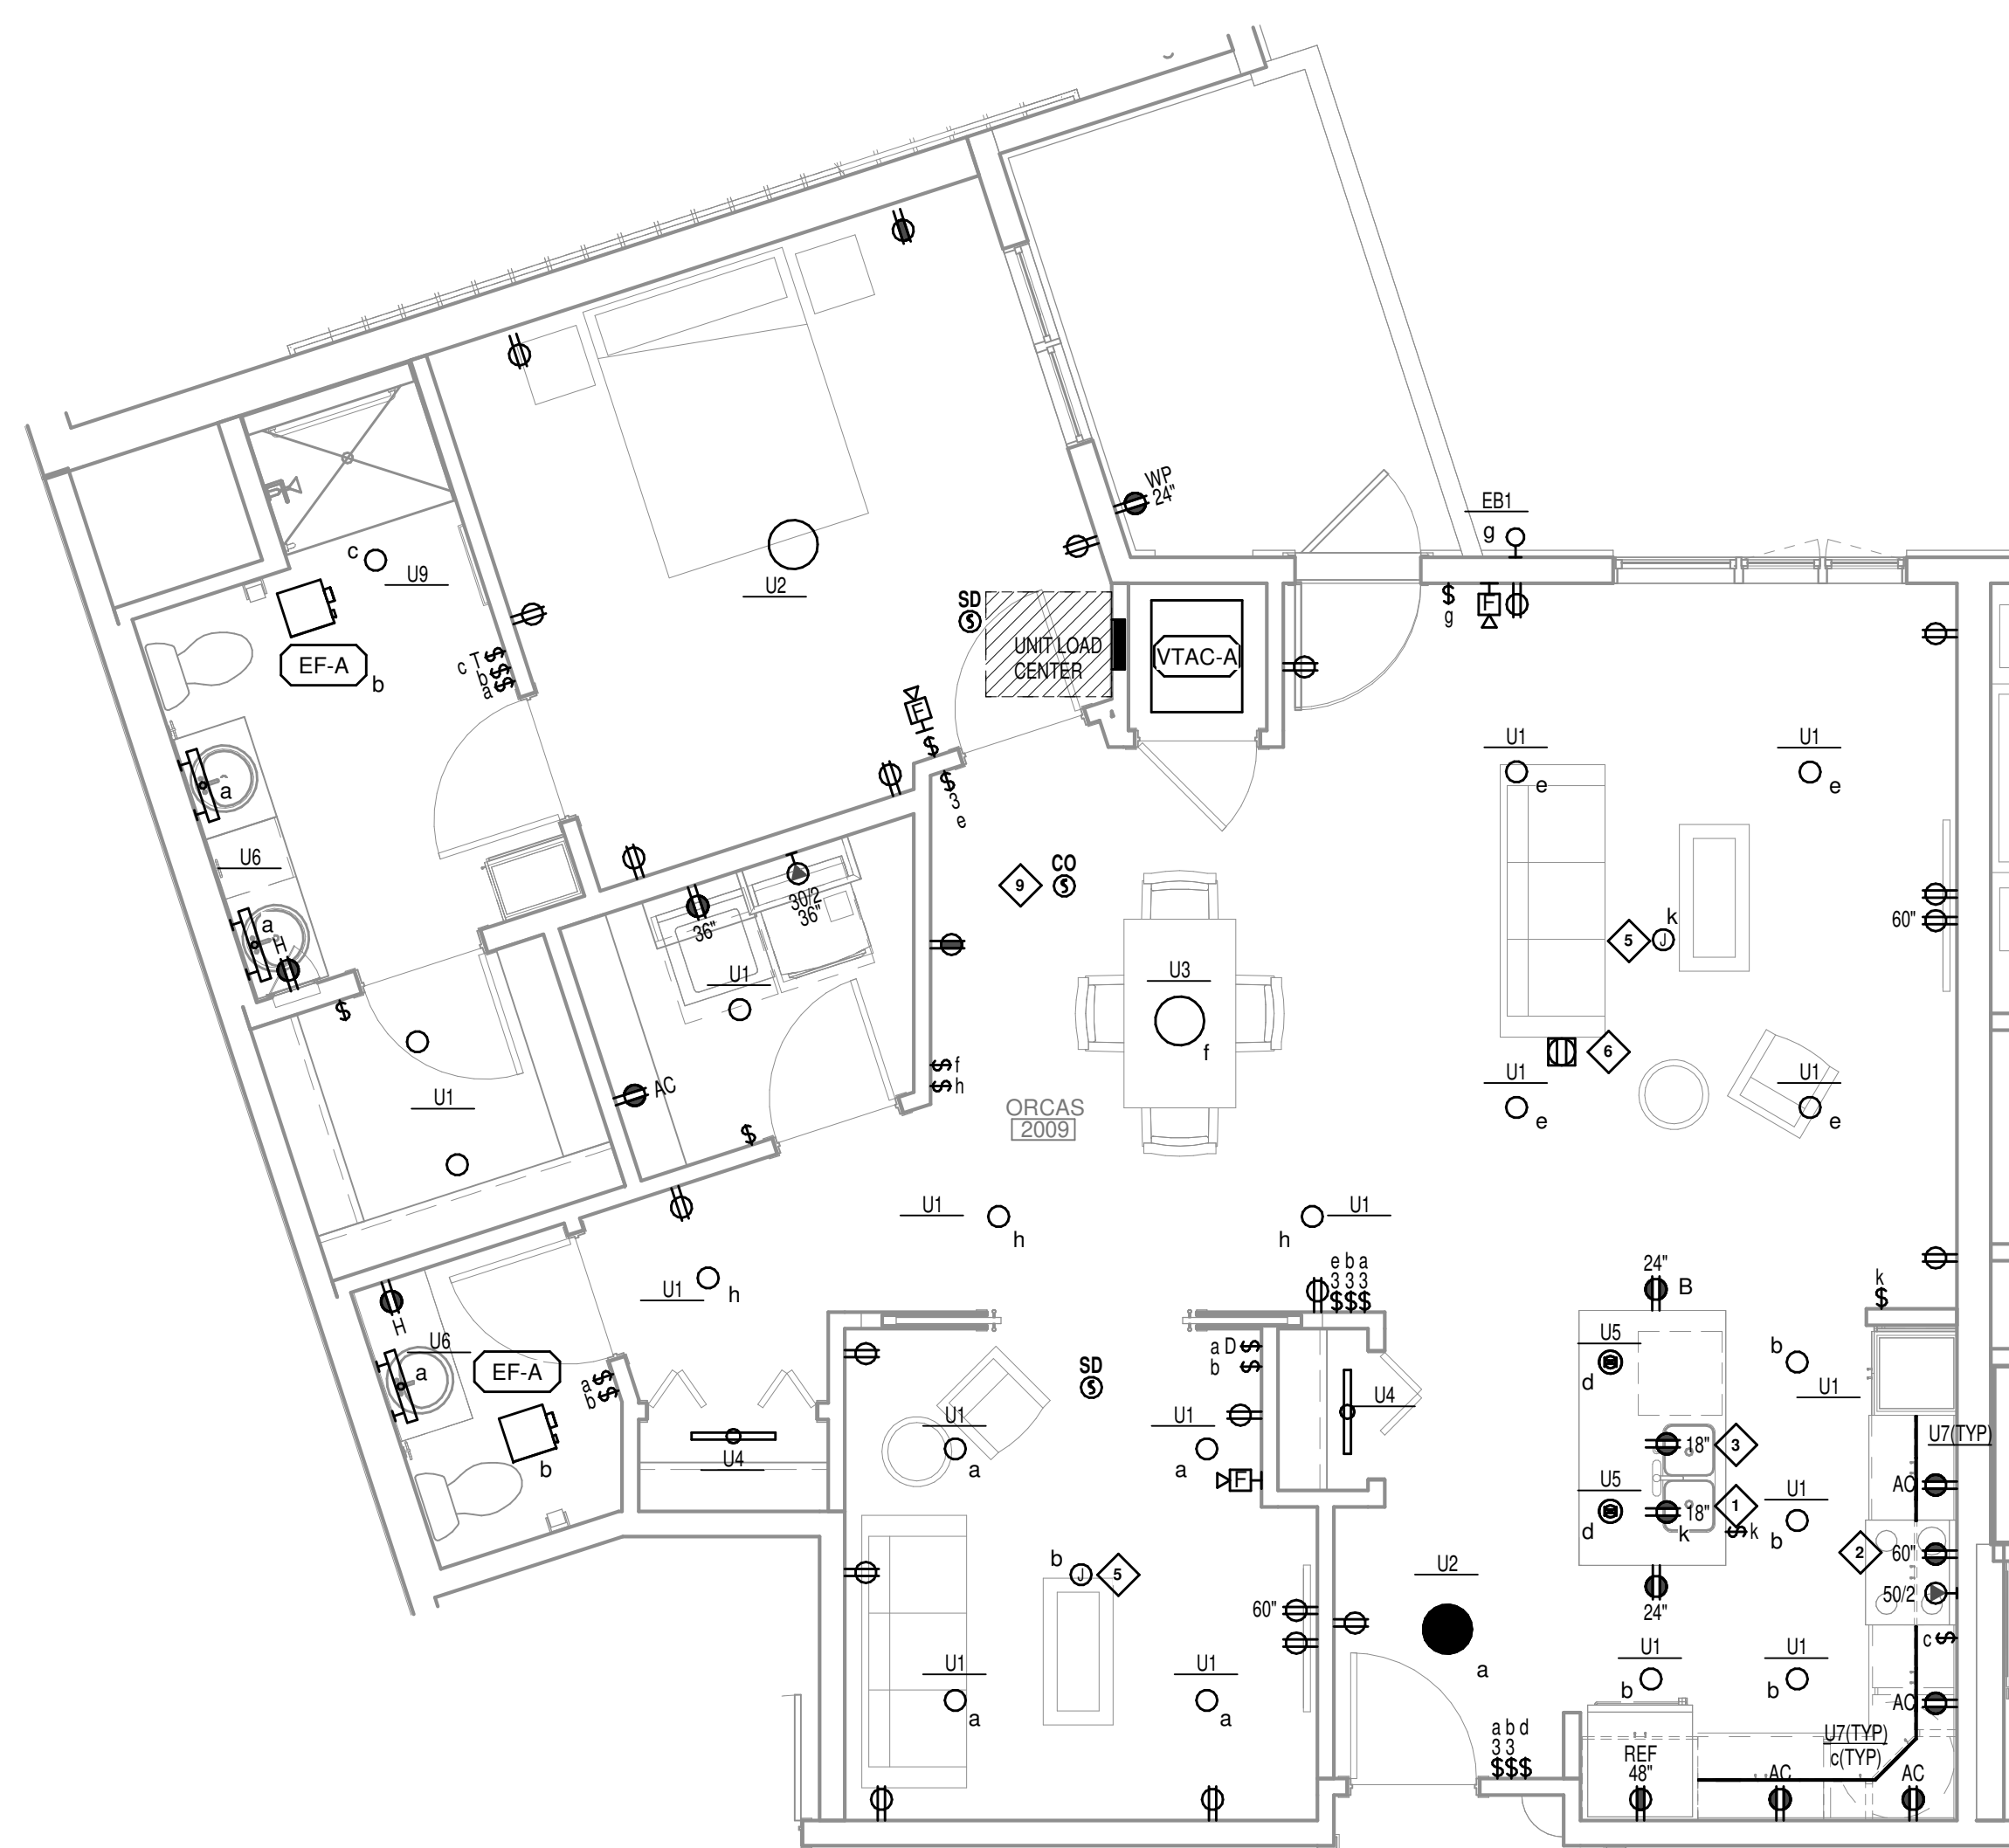 WP
24"
EB1
g
c
U9
U2
SD
S
UNIT LOAD
CENTER
VTAC-A
F
g
EF-A
b
c T
b
a
F
3
e
U1
e
U1
e
a
U6
a
H
9
CO
S
30/2
36"
36"
U1
U3
f
5
J
k
60"
6
f
h
AC
U1
ORCAS
2009
U1
e
U1
e
U1
h
U1
h
U1
h
e b a
3 3 3
24"
B
k
H
U6
a
EF-A
a
b
b
U4
SD
S
a D
b
U4
U1
a
U1
a
F
U5
d
b
U1
18"
3
U7(TYP)
AC
U5
d
18"
1
k
k
U1
b
2
60"
50/2
b
J
5
60"
U2
a
24"
c
U1
a
U1
a
U1
b
U1
b
AC
a b d
3 3
REF
48"
U7(TYP)
c(TYP)
AC
AC